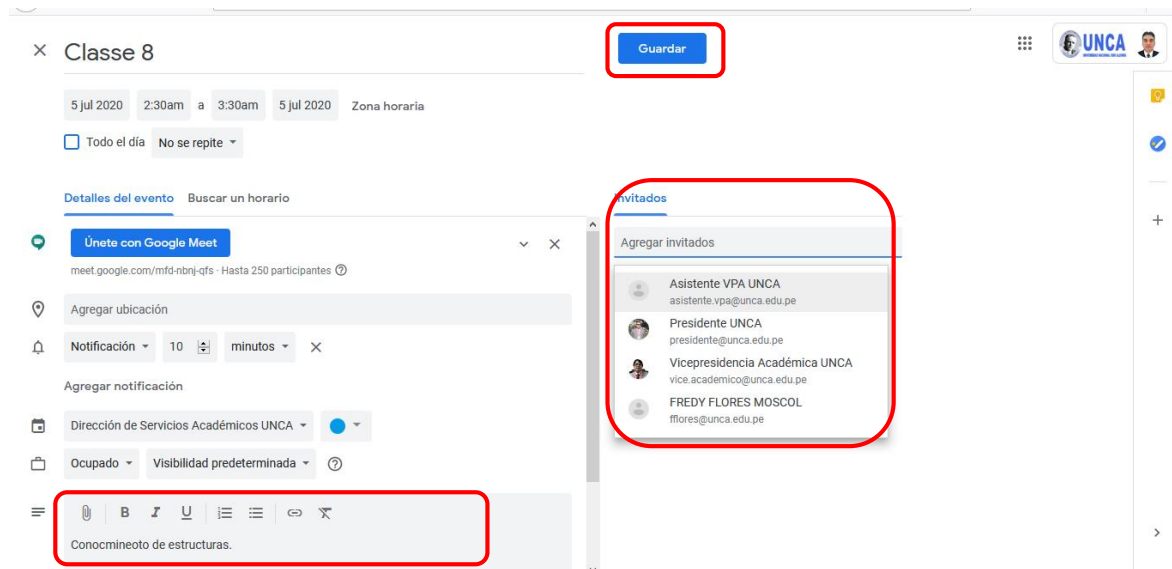 Classe 8
Guardar
UNCA
5 jul 2020 2:30am a 3:30am 5 jul 2020 Zona horaria
Todo el día No se repite
Detalles del evento Buscar un horario
Invitados
Únete con Google Meet
meet.google.com/mfd-nbnj-qfs · Hasta 250 participantes
Agregar ubicación
Notificación 10 minutos
Agregar notificación
Dirección de Servicios Académicos UNCA
Ocupado Visibilidad predeterminada
B I U
Conocmineoto de estructuras.
Agregar invitados
Asistente VPA UNCA
asistente.vpa@unca.edu.pe
Presidente UNCA
presidente@unca.edu.pe
Vicepresidencia Académica UNCA
vice.academico@unca.edu.pe
FREDY FLORES MOSCOL
fflores@unca.edu.pe